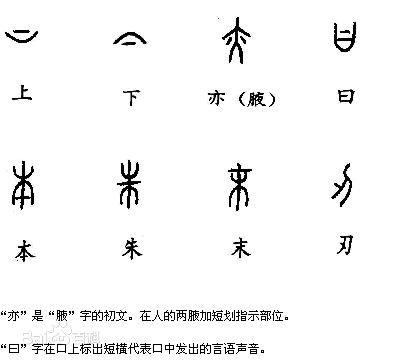 上 下 亦（腋） 曰
本 朱 末 刃
“亦”是“腋”字的初文。在人的两腋加短划指示部位。
“曰”字在口上标出短橫代表口中发出的言语声音。